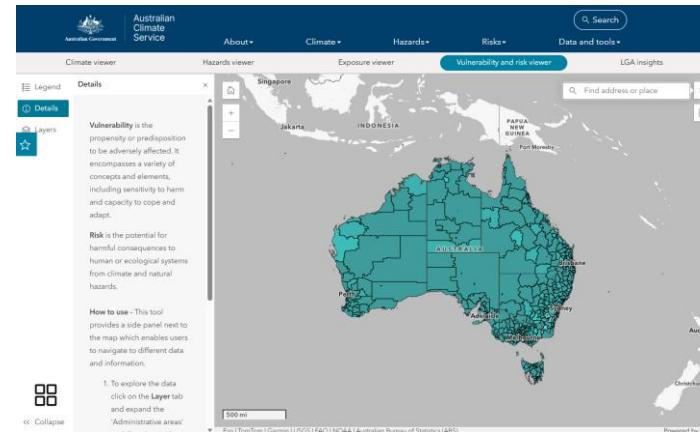 Australian Government
Australian
Climate
Service
Search
About
Climate
Hazards
Risks
Data and tools
Climate viewer
Hazards viewer
Exposure viewer
Vulnerability and risk viewer
LGA insights
Legend
Details
Layers
Collapse
Details
×
Vulnerability is the
propensity or predisposition
to be adversely affected. It
encompasses a variety of
concepts and elements,
including sensitivity to harm
and capacity to cope and
adapt.
Risk is the potential for
harmful consequences to
human or ecological systems
from climate and natural
hazards.
How to use - This tool
provides a side panel next to
the map which enables users
to navigate to different data
and information.
1. To explore the data
click on the Layer tab
and expand the
'Administrative areas'
Find address or place
Singapore
Jakarta
INDONESIA
PAPUA
NEW
GUINEA
Port Moresby
AUSTRALIA
Brisbane
Perth
Adelaide
Sydney
Melbourne
Christchur
500 mi
Esri | TomTom | Garmin | USGS | FAO | NOAA | Australian Bureau of Statistics (ABS)
Powered by